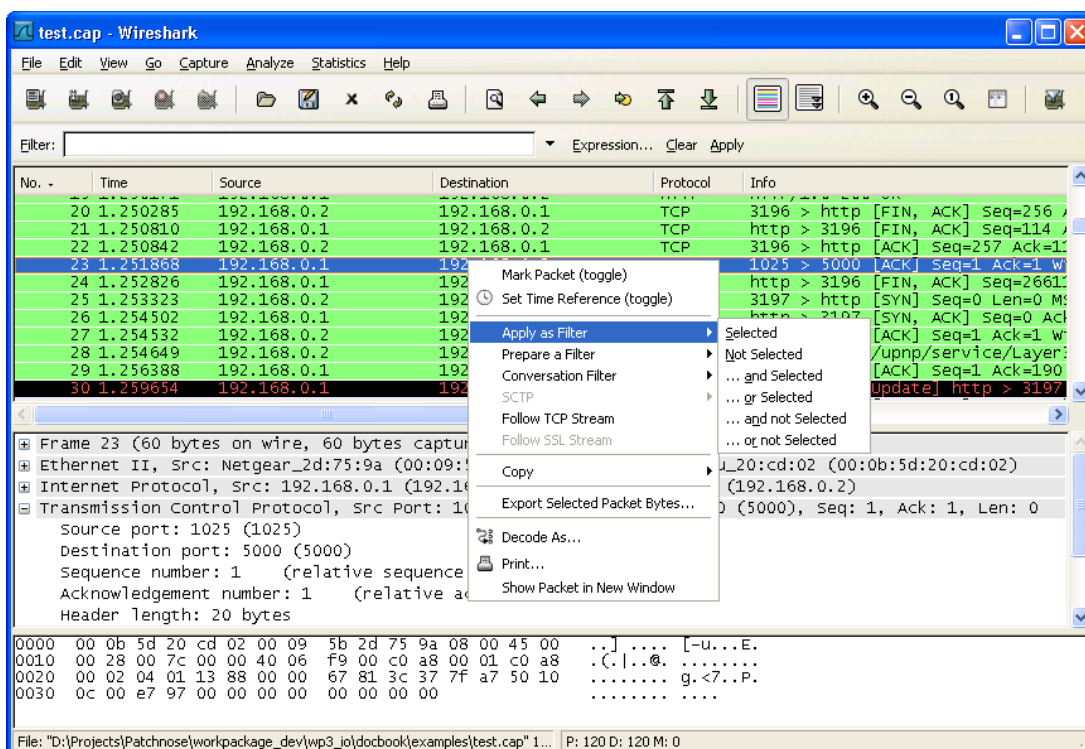 test.cap - Wireshark
File Edit View Go Capture Analyze Statistics Help
Filter: Expression... Clear Apply
No. - Time Source Destination Protocol Info
20 1.250285 192.168.0.2 192.168.0.1 TCP 3196 > http [FIN, ACK] Seq=256
21 1.250810 192.168.0.1 192.168.0.2 TCP http > 3196 [FIN, ACK] Seq=114
22 1.250842 192.168.0.2 192.168.0.1 TCP 3196 > http [ACK] Seq=257 Ack=11
23 1.251868 192.168.0.1 192 1025 > 5000 [ACK] Seq=1 Ack=1 Wi
24 1.252826 192.168.0.1 192 http > 3196 [FIN, ACK] Seq=26611
25 1.253323 192.168.0.2 192 3197 > http [SYN] Seq=0 Len=0 MS
26 1.254502 192.168.0.1 192 http > 3197 [SYN, ACK] Seq=0 Ack
27 1.254532 192.168.0.2 192 [ACK] Seq=1 Ack=1 Wi
28 1.254649 192.168.0.2 192 /upnp/service/Layer3
29 1.256388 192.168.0.1 192 [ACK] Seq=1 Ack=190
30 1.259654 192.168.0.1 192 Update] http > 3197
Mark Packet (toggle)
Set Time Reference (toggle)
Apply as Filter
Prepare a Filter
Conversation Filter
SCTP
Follow TCP Stream
Follow SSL Stream
Copy
Export Selected Packet Bytes...
Decode As...
Print...
Show Packet in New Window
Selected
Not Selected
... and Selected
... or Selected
... and not Selected
... or not Selected
Frame 23 (60 bytes on wire, 60 bytes captur
Ethernet II, Src: Netgear_2d:75:9a (00:09:5 u_20:cd:02 (00:0b:5d:20:cd:02)
Internet Protocol, Src: 192.168.0.1 (192.16 (192.168.0.2)
Transmission Control Protocol, Src Port: 10 0 (5000), Seq: 1, Ack: 1, Len: 0
Source port: 1025 (1025)
Destination port: 5000 (5000)
Sequence number: 1 (relative sequence
Acknowledgement number: 1 (relative a
Header length: 20 bytes
0000 00 0b 5d 20 cd 02 00 09 5b 2d 75 9a 08 00 45 00 ..] .... [-u...E.
0010 00 28 00 7c 00 00 40 06 f9 00 c0 a8 00 01 c0 a8 .(.|..@. ........
0020 00 02 04 01 13 88 00 00 67 81 3c 37 7f a7 50 10 ........ g.<7..P.
0030 0c 00 e7 97 00 00 00 00 00 00 00 00 ........ ....
File: "D:\Projects\Patchnose\workpackage_dev\wp3_io\docbook\examples\test.cap" 1... P: 120 D: 120 M: 0